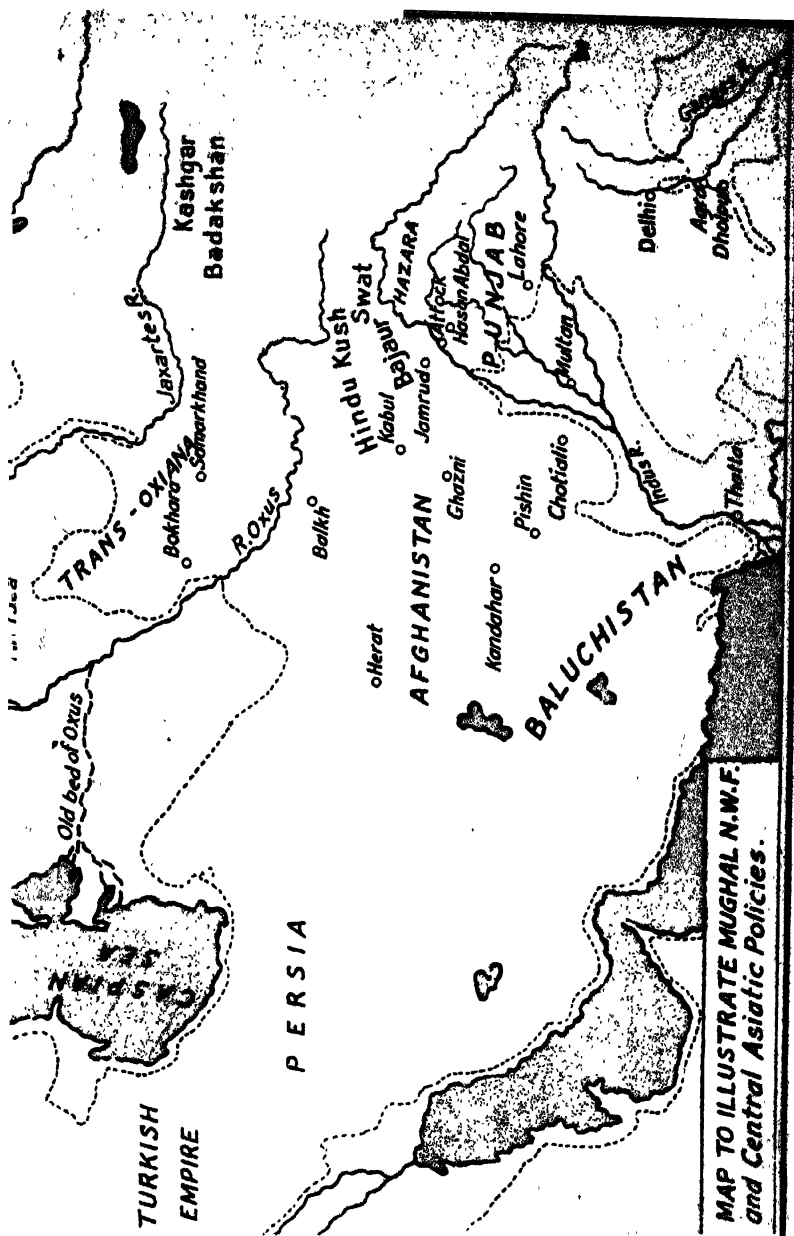 Kashgar
Badakshan
Jaxartes R.
TRANS-OXIANA
Samarkhand
Bokhara
R. Oxus
Old bed of Oxus
CASPIAN
SEA
TURKISH
EMPIRE
PERSIA
Balkh
Herat
AFGHANISTAN
Hindu Kush
Kabul
Swat
Bajaur
Jamrud
HAZARA
Attock
Hasan Abdal
PUNJAB
Lahore
Ghazni
Pishin
Chotiali
Kandahar
BALUCHISTAN
Multan
Indus R.
Thatta
Delhi
Agra
Dholpur
Ganges R.
MAP TO ILLUSTRATE MUGHAL N.W.F.
and Central Asiatic Policies.